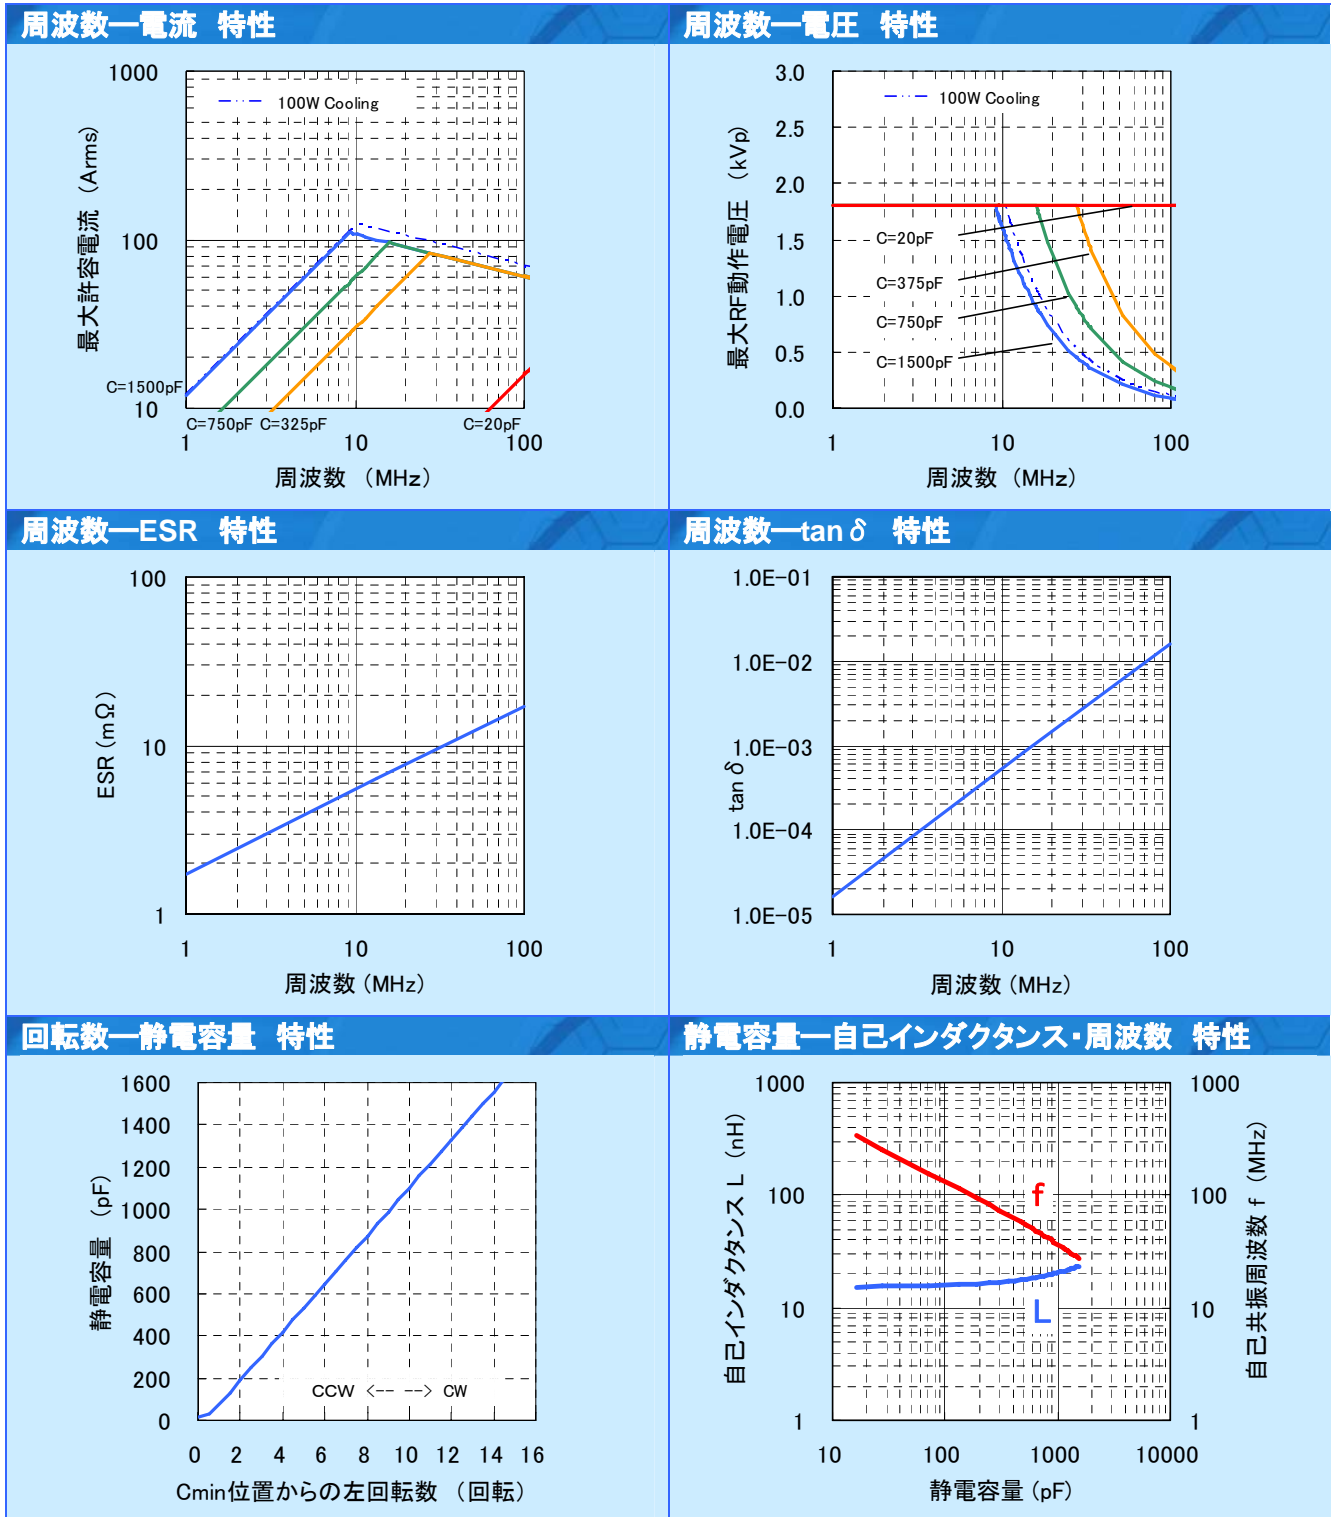 周波数―電流 特性
1000
100
10
1
10
100
100W Cooling
最大許容電流 (Arms)
C=1500pF
C=750pF
C=325pF
C=20pF
周波数 (MHz)
周波数―電圧 特性
3.0
2.5
2.0
1.5
1.0
0.5
0.0
1
10
100
100W Cooling
最大RF動作電圧 (kVp)
C=20pF
C=375pF
C=750pF
C=1500pF
周波数 (MHz)
周波数―ESR 特性
100
10
1
1
10
100
ESR (mΩ)
周波数 (MHz)
周波数―tanδ 特性
1.0E-01
1.0E-02
1.0E-03
1.0E-04
1.0E-05
1
10
100
tanδ
周波数 (MHz)
回転数―静電容量 特性
1600
1400
1200
1000
800
600
400
200
0
0 2 4 6 8 10 12 14 16
静電容量 (pF)
CCW <-- --> CW
Cmin位置からの左回転数 (回転)
静電容量―自己インダクタンス・周波数 特性
1000
100
10
1
1000
100
10
1
10
100
1000
10000
自己インダクタンス L (nH)
自己共振周波数 f (MHz)
f
L
静電容量 (pF)